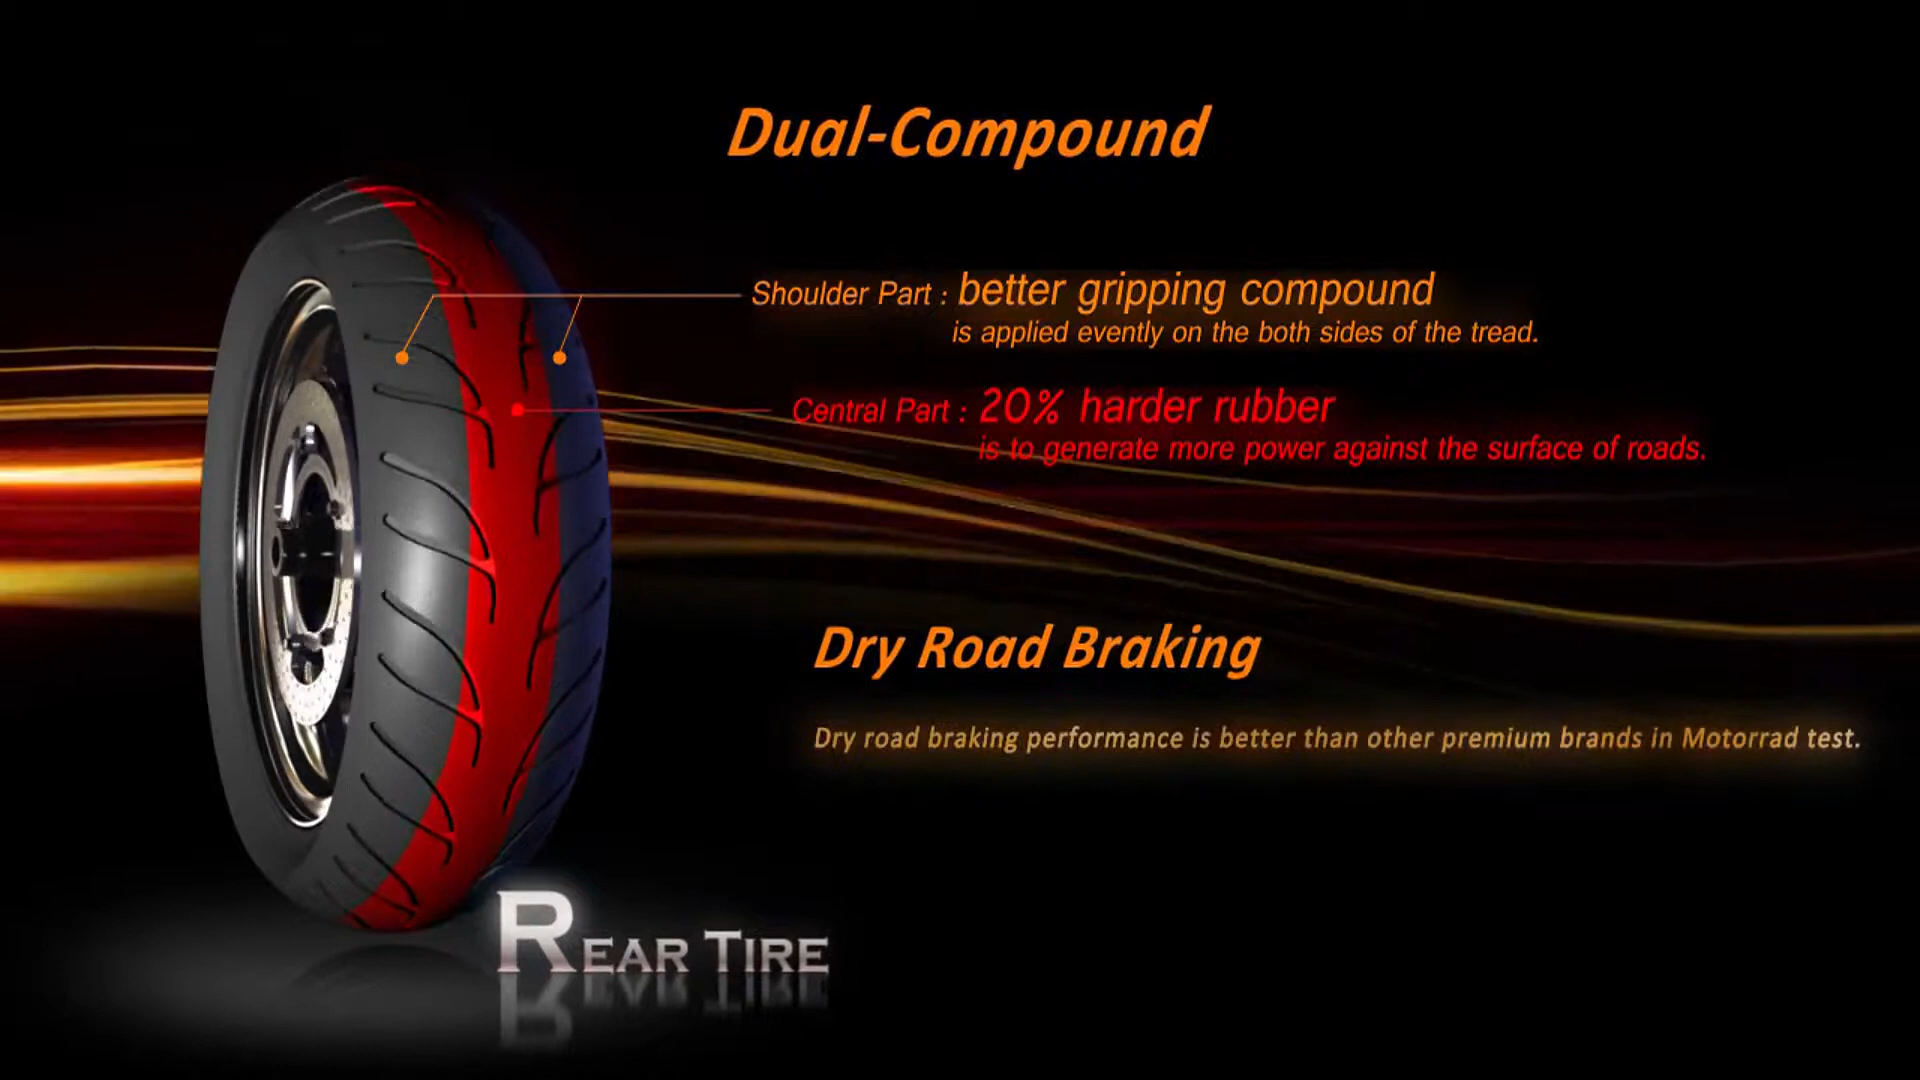 Dual-Compound
Shoulder Part : better gripping compound
is applied evently on the both sides of the tread.
Central Part : 20% harder rubber
is to generate more power against the surface of roads.
Dry Road Braking
Dry road braking performance is better than other premium brands in Motorrad test.
REAR TIRE